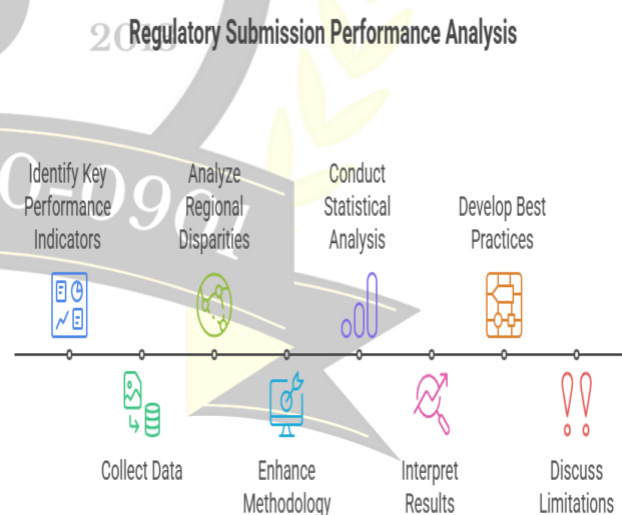 2013
Regulatory Submission Performance Analysis
Identify Key
Performance
Indicators
Analyze
Regional
Disparities
Conduct
Statistical
Analysis
Develop Best
Practices
Collect Data
Enhance
Methodology
Interpret
Results
Discuss
Limitations